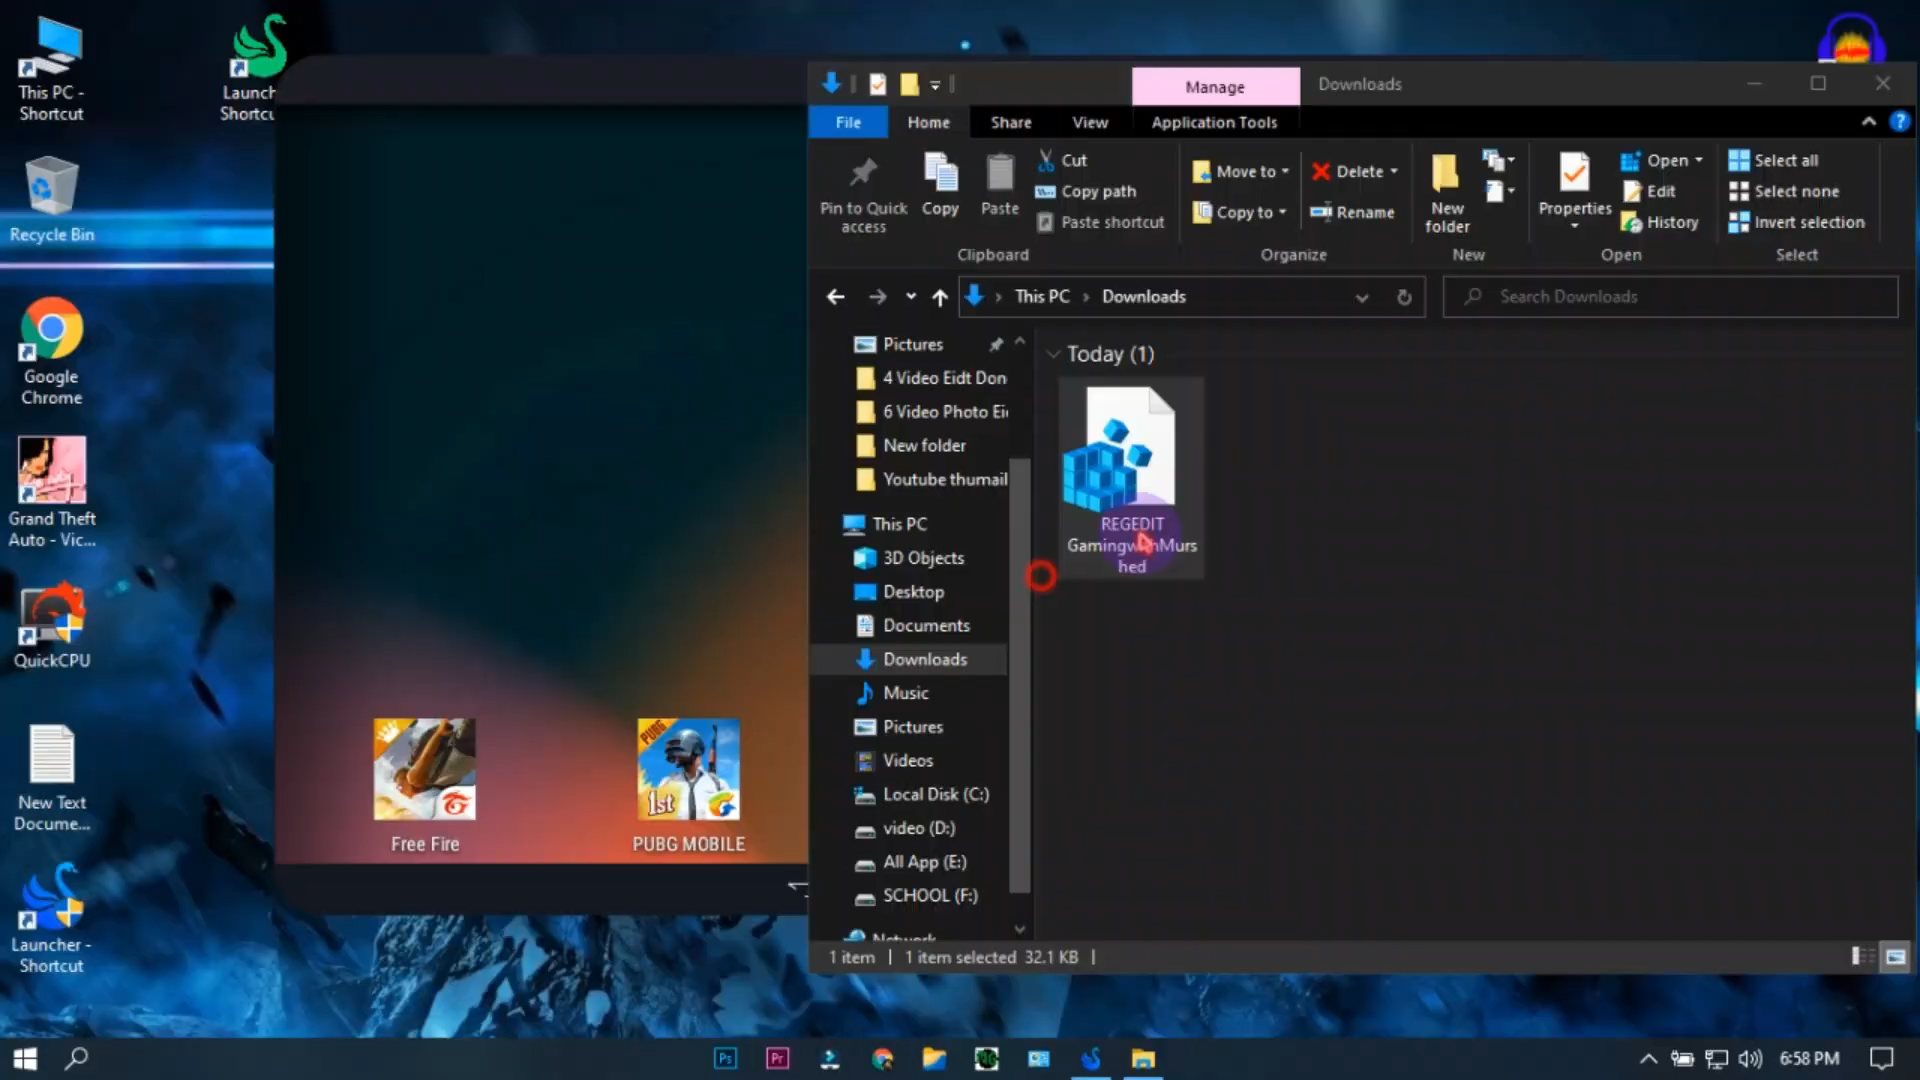 This PC -
Shortcut
Launch
Shortcu
Recycle Bin
Google
Chrome
Grand Theft
Auto - Vic...
QuickCPU
New Text
Docume...
Launcher -
Shortcut
Free Fire
PUBG
1st
PUBG MOBILE
Manage
Downloads
File
Home
Share
View
Application Tools
Pin to Quick
access
Copy
Paste
Cut
Copy path
Paste shortcut
Clipboard
Move to
Copy to
Delete
Rename
Organize
New
folder
New
Properties
Open
Edit
History
Open
Select all
Select none
Invert selection
Select
This PC
Downloads
Search Downloads
Pictures
4 Video Eidt Don
6 Video Photo Ei
New folder
Youtube thumail
This PC
3D Objects
Desktop
Documents
Downloads
Music
Pictures
Videos
Local Disk (C:)
video (D:)
All App (E:)
SCHOOL (F:)
Network
Today (1)
REGEDIT
GamingwithMurs
hed
1 item
1 item selected 32.1 KB
Ps
Pr
6:58 PM